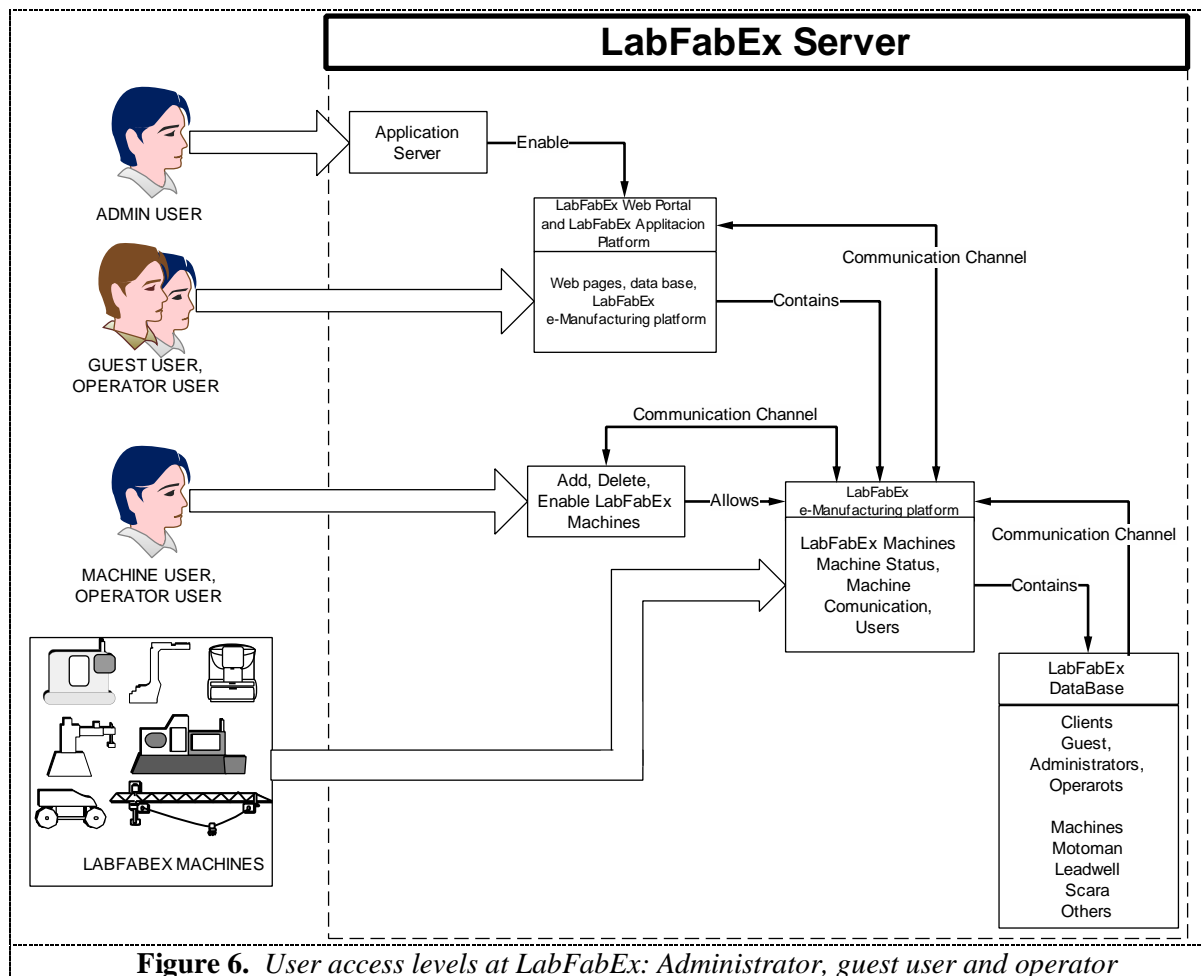 LabFabEx Server
ADMIN USER
Application
Server
Enable
LabFabEx Web Portal
and LabFabEx Applitacion
Platform
Web pages, data base,
LabFabEx
e-Manufacturing platform
Communication Channel
Contains
GUEST USER,
OPERATOR USER
Communication Channel
Add, Delete,
Enable LabFabEx
Machines
Allows
LabFabEx
e-Manufacturing platform
LabFabEx Machines
Machine Status,
Machine
Comunication,
Users
Communication Channel
Contains
MACHINE USER,
OPERATOR USER
LABFABEX MACHINES
LabFabEx
DataBase
Clients
Guest,
Administrators,
Operarots
Machines
Motoman
Leadwell
Scara
Others
Figure 6. User access levels at LabFabEx: Administrator, guest user and operator